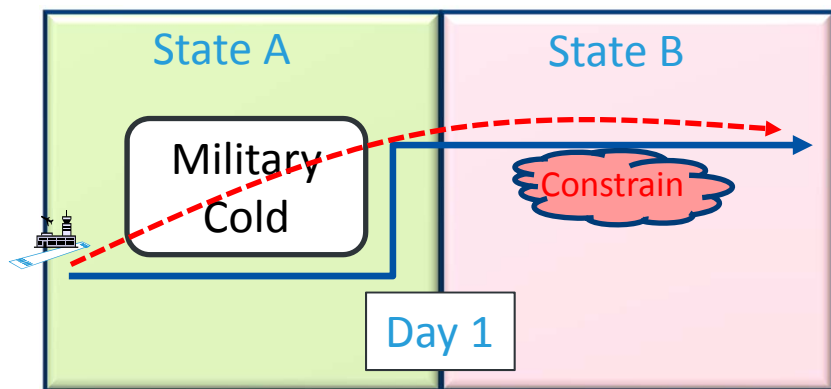 State A
State B
Military
Cold
Constrain
Day 1